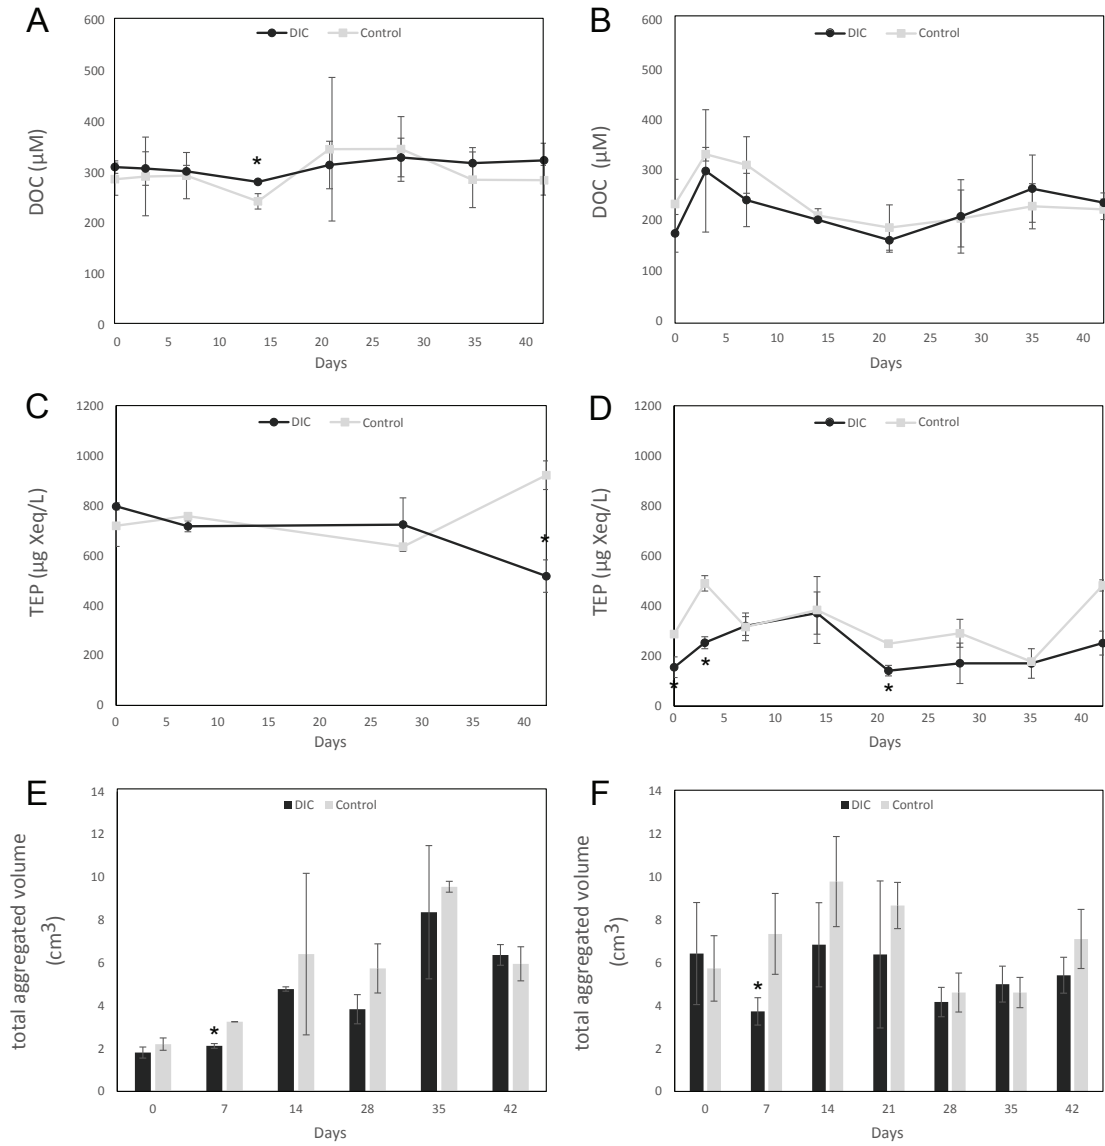 A
DIC Control
600
500
400
300
200
100
0
DOC (µM)
*
0 5 10 15 20 25 30 35 40
Days
B
DIC Control
600
500
400
300
200
100
0
DOC (µM)
0 5 10 15 20 25 30 35 40
Days
C
DIC Control
1200
1000
800
600
400
200
0
TEP (µg Xeq/L)
*
0 5 10 15 20 25 30 35 40
Days
D
DIC Control
1200
1000
800
600
400
200
0
TEP (µg Xeq/L)
* * *
0 5 10 15 20 25 30 35 40
Days
E
DIC Control
14
12
10
8
6
4
2
0
total aggregated volume
(cm3)
*
0 7 14 28 35 42
Days
F
DIC Control
14
12
10
8
6
4
2
0
total aggregated volume
(cm3)
*
0 7 14 21 28 35 42
Days